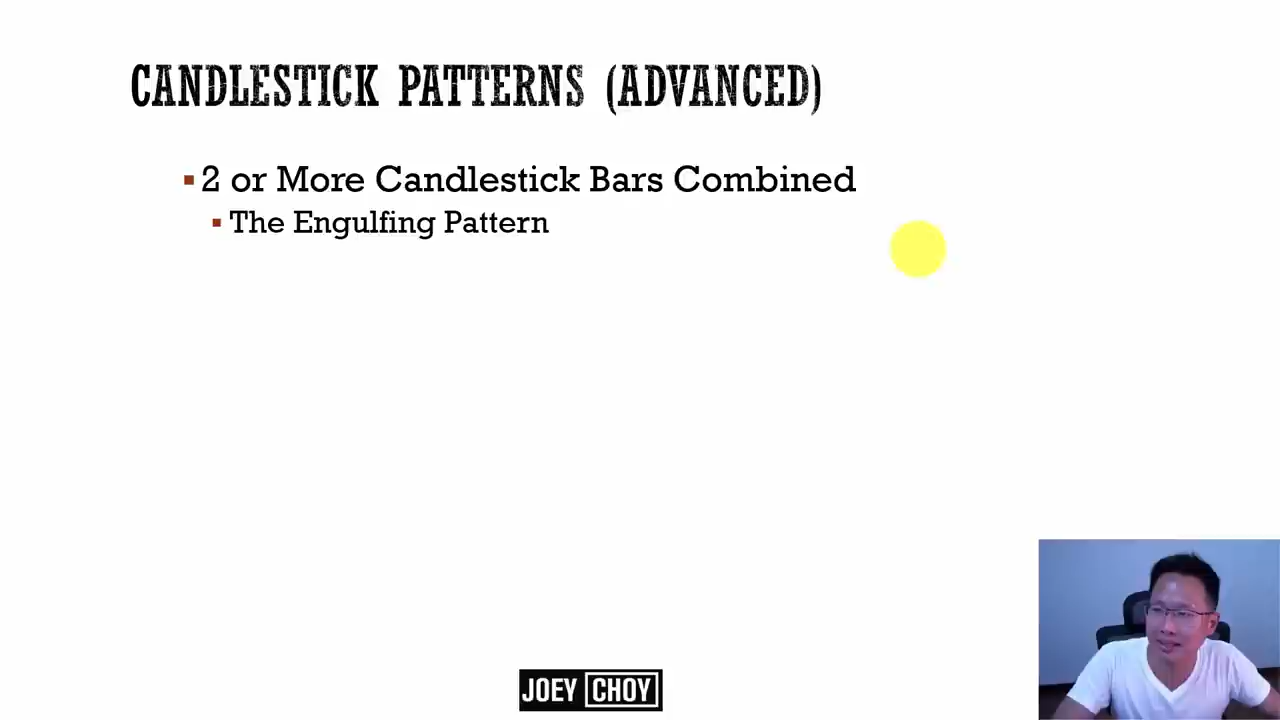 CANDLESTICK PATTERNS (ADVANCED)
2 or More Candlestick Bars Combined
The Engulfing Pattern
JOEY CHOY